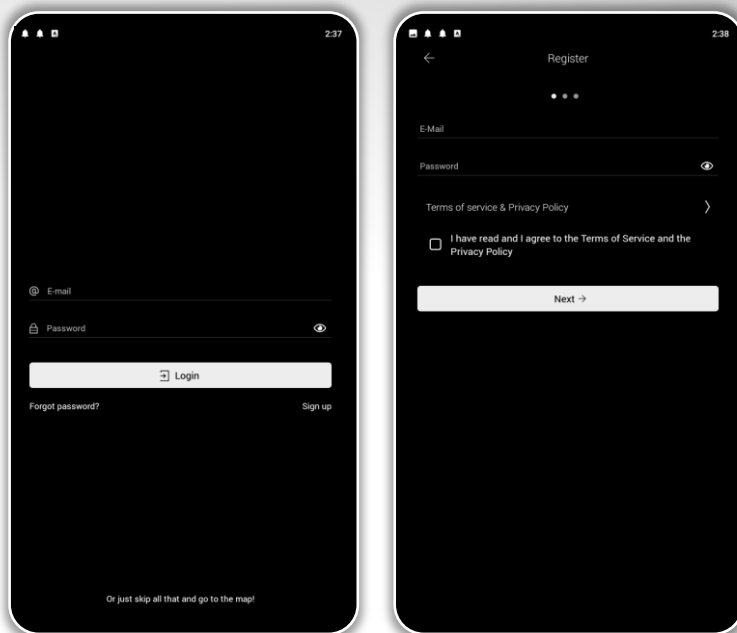 2:37
@ E-mail
Password
Login
Forgot password?
Sign up
Or just skip all that and go to the map!
2:38
Register
E-Mail
Password
Terms of service & Privacy Policy
I have read and I agree to the Terms of Service and the
Privacy Policy
Next →